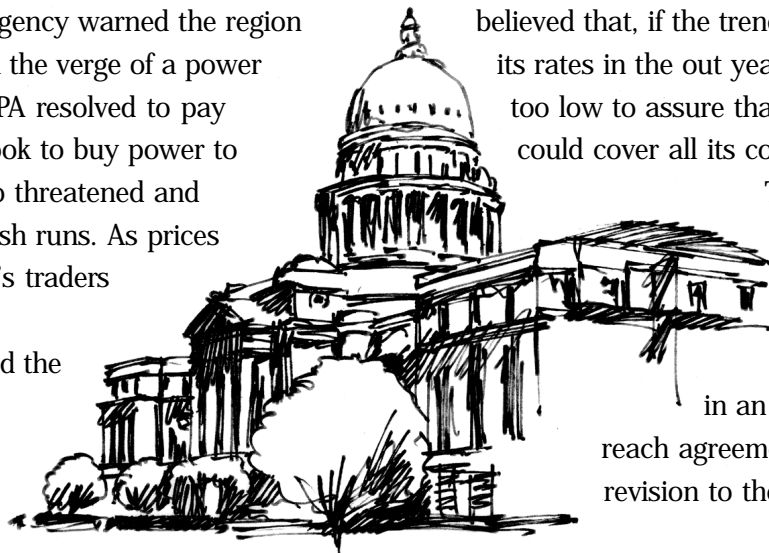 gency warned the region
the verge of a power
PA resolved to pay
ok to buy power to
threatened and
sh runs. As prices
's traders
d the
believed that, if the trend
its rates in the out yea
too low to assure tha
could cover all its co
T
in an
reach agreem
revision to the